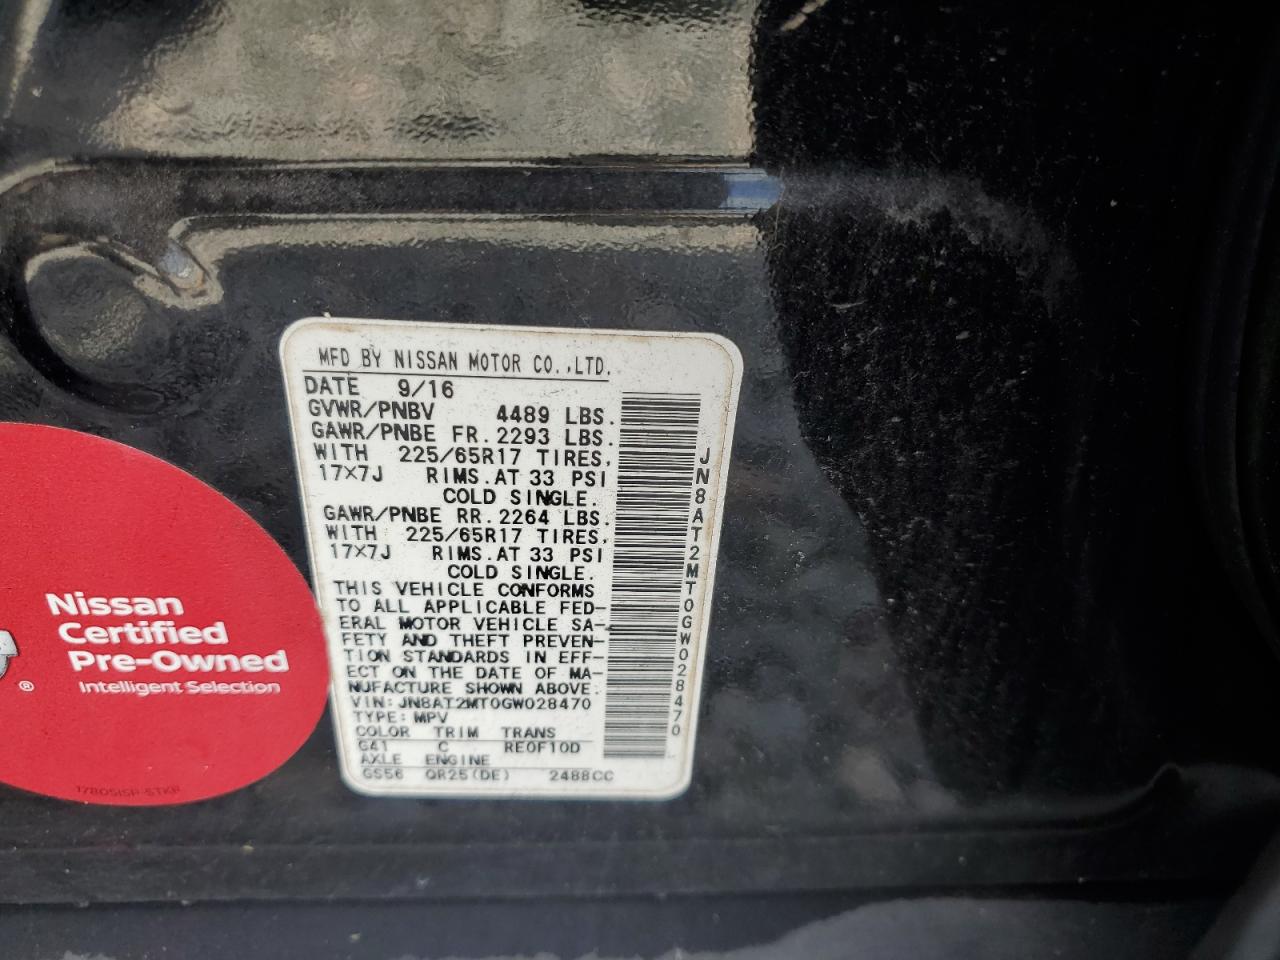 MFD BY NISSAN MOTOR CO.,LTD.
DATE 9/16
GVWR/PNBV 4489 LBS.
GAWR/PNBE FR. 2293 LBS.
WITH 225/65R17 TIRES,
17X7J RIMS.AT 33 PSI
COLD SINGLE.
GAWR/PNBE RR. 2264 LBS.
WITH 225/65R17 TIRES,
17X7J RIMS.AT 33 PSI
COLD SINGLE.
THIS VEHICLE CONFORMS
TO ALL APPLICABLE FED-
ERAL MOTOR VEHICLE SA-
FETY AND THEFT PREVEN-
TION STANDARDS IN EFF-
ECT ON THE DATE OF MA-
NUFACTURE SHOWN ABOVE.
VIN: JN8AT2MT0GW028470
TYPE: MPV
COLOR TRIM TRANS
G41 C RE0F10D
AXLE ENGINE
GS56 QR25(DE) 2488CC
JN8AT2MT0GW028470
Nissan
Certified
Pre-Owned
®
Intelligent Selection